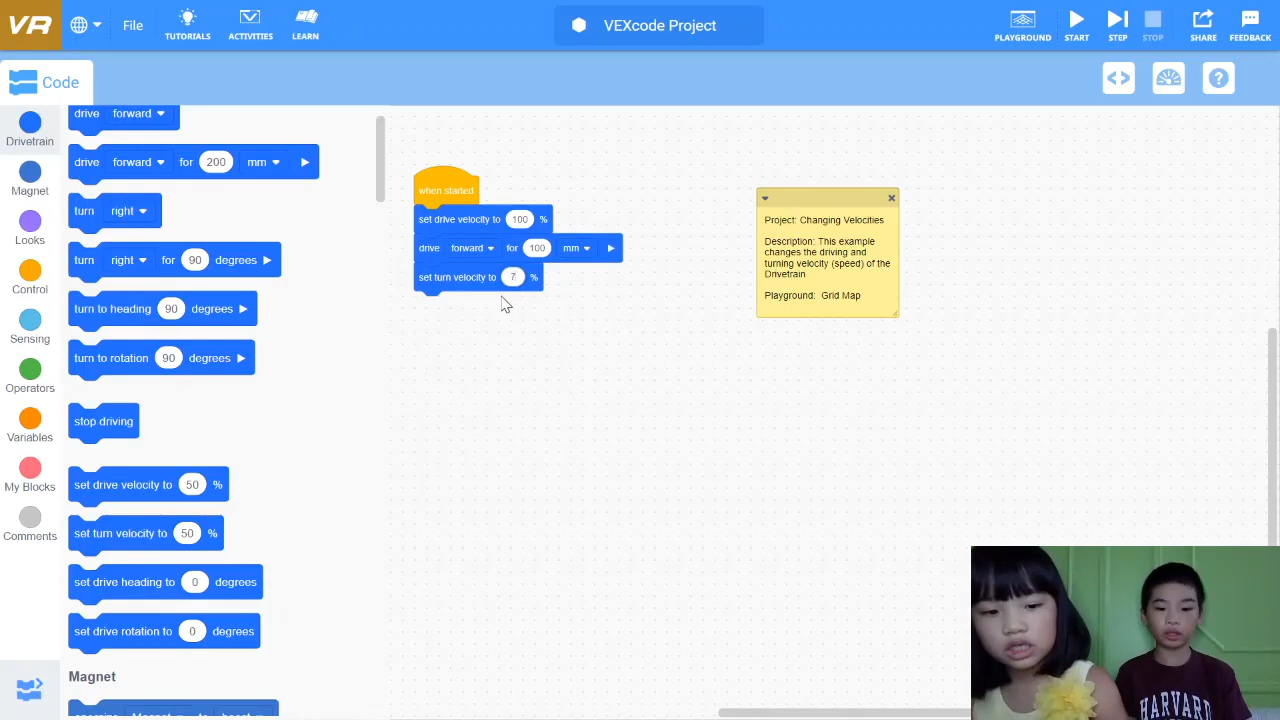 VR
File
TUTORIALS
ACTIVITIES
LEARN
VEXcode Project
PLAYGROUND
START
STEP
STOP
SHARE
FEEDBACK
Code
Drivetrain
Magnet
Looks
Control
Sensing
Operators
Variables
My Blocks
Comments
drive forward
drive forward for 200 mm
turn right
turn right for 90 degrees
turn to heading 90 degrees
turn to rotation 90 degrees
stop driving
set drive velocity to 50 %
set turn velocity to 50 %
set drive heading to 0 degrees
set drive rotation to 0 degrees
Magnet
when started
set drive velocity to 100 %
drive forward for 100 mm
set turn velocity to 7 %
Project: Changing Velocities
Description: This example
changes the driving and
turning velocity (speed) of the
Drivetrain
Playground: Grid Map
HARVARD